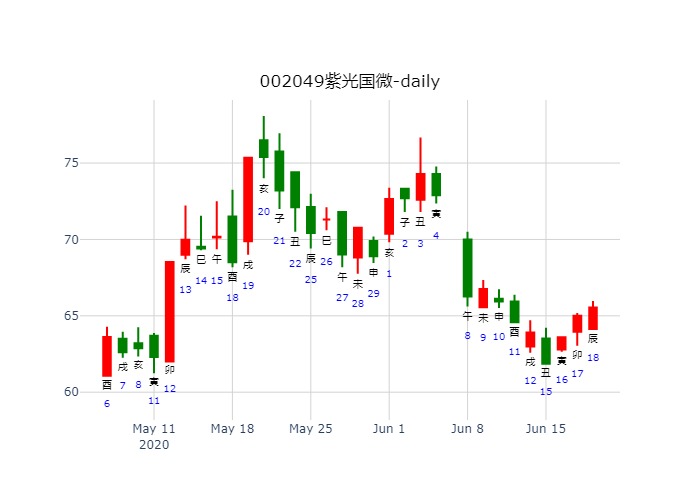 002049紫光国微-daily
75
70
65
60
酉
6
戌
7
亥
8
寅
11
卯
12
辰
13
巳
14
午
15
酉
18
戌
19
亥
20
子
21
丑
22
辰
25
巳
26
午
27
未
28
申
29
亥
1
子
2
丑
3
寅
4
午
8
未
9
申
10
酉
11
戌
12
丑
15
寅
16
卯
17
辰
18
May 11
2020
May 18
May 25
Jun 1
Jun 8
Jun 15